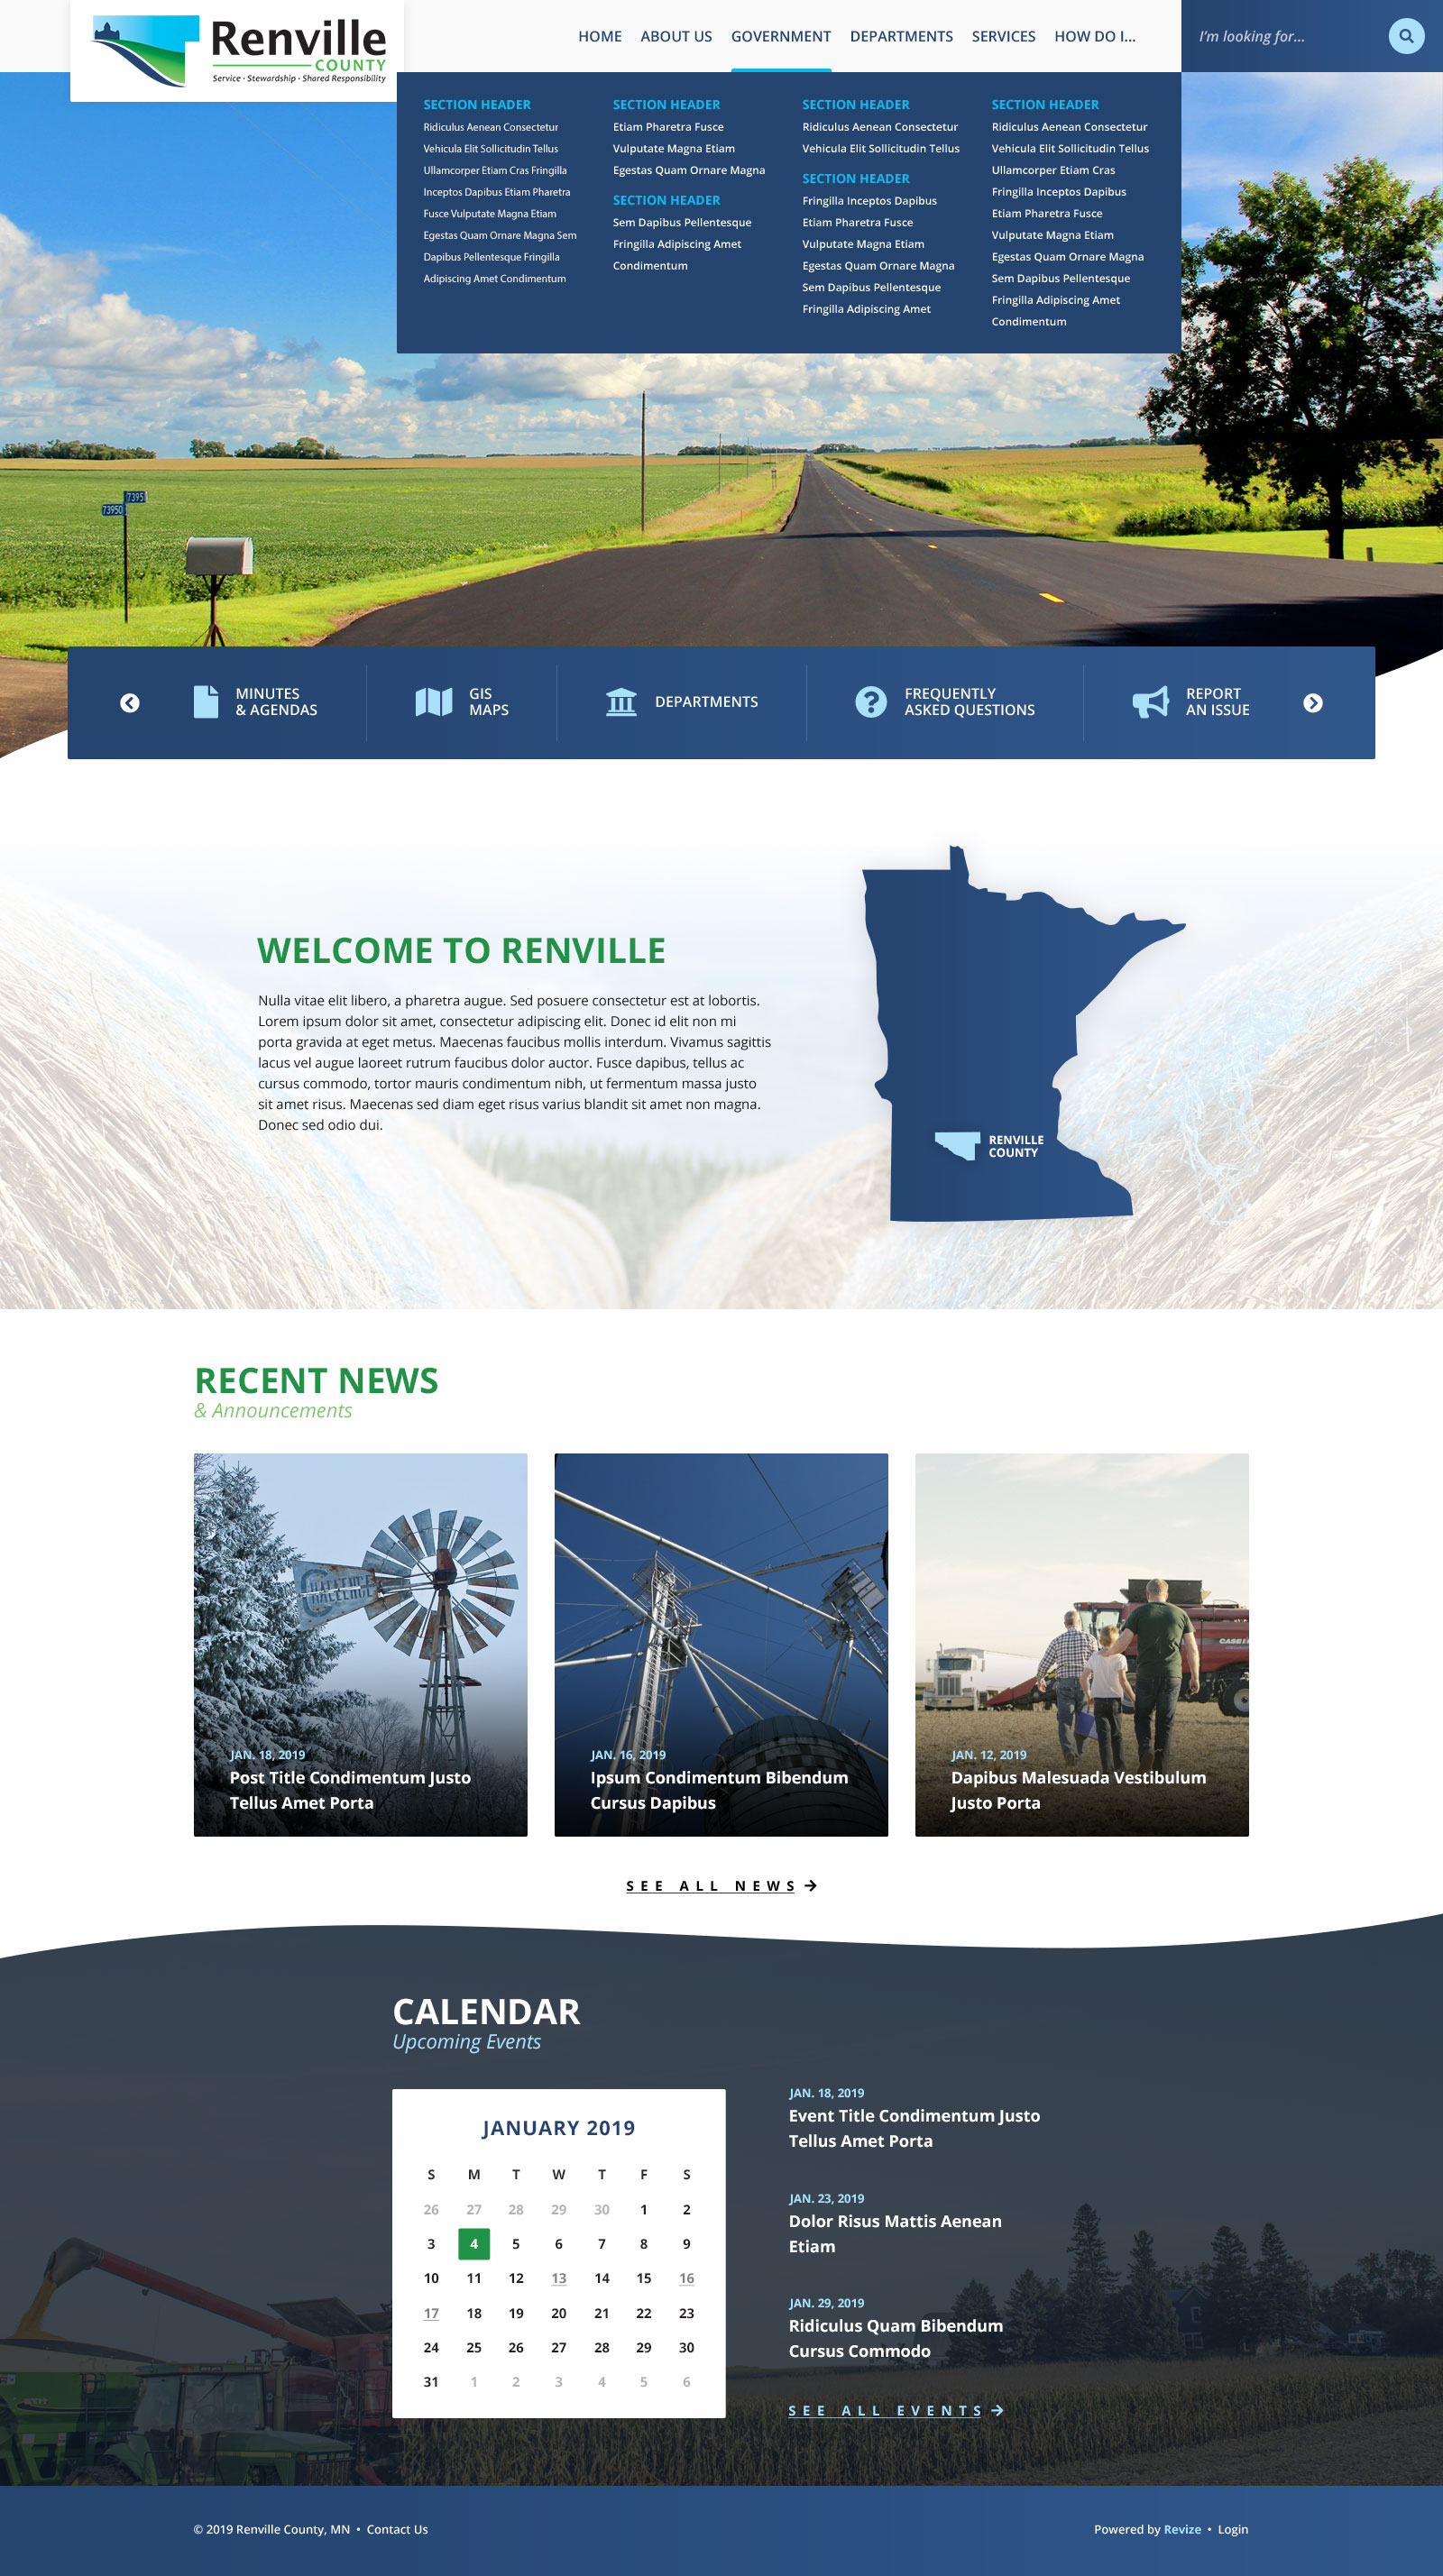 Renville
COUNTY
Service · Stewardship · Shared Responsibility
HOME ABOUT US GOVERNMENT DEPARTMENTS SERVICES HOW DO I...
I'm looking for...
SECTION HEADER
Ridiculus Aenean Consectetur
Vehicula Elit Sollicitudin Tellus
Ullamcorper Etiam Cras Fringilla
Inceptos Dapibus Etiam Pharetra
Fusce Vulputate Magna Etiam
Egestas Quam Ornare Magna Sem
Dapibus Pellentesque Fringilla
Adipiscing Amet Condimentum
SECTION HEADER
Etiam Pharetra Fusce
Vulputate Magna Etiam
Egestas Quam Ornare Magna
SECTION HEADER
Sem Dapibus Pellentesque
Fringilla Adipiscing Amet
Condimentum
SECTION HEADER
Ridiculus Aenean Consectetur
Vehicula Elit Sollicitudin Tellus
SECTION HEADER
Fringilla Inceptos Dapibus
Etiam Pharetra Fusce
Vulputate Magna Etiam
Egestas Quam Ornare Magna
Sem Dapibus Pellentesque
Fringilla Adipiscing Amet
SECTION HEADER
Ridiculus Aenean Consectetur
Vehicula Elit Sollicitudin Tellus
Ullamcorper Etiam Cras
Fringilla Inceptos Dapibus
Etiam Pharetra Fusce
Vulputate Magna Etiam
Egestas Quam Ornare Magna
Sem Dapibus Pellentesque
Fringilla Adipiscing Amet
Condimentum
7395
73950
MINUTES
& AGENDAS
GIS
MAPS
DEPARTMENTS
FREQUENTLY
ASKED QUESTIONS
REPORT
AN ISSUE
WELCOME TO RENVILLE
Nulla vitae elit libero, a pharetra augue. Sed posuere consectetur est at lobortis.
Lorem ipsum dolor sit amet, consectetur adipiscing elit. Donec id elit non mi
porta gravida at eget metus. Maecenas faucibus mollis interdum. Vivamus sagittis
lacus vel augue laoreet rutrum faucibus dolor auctor. Fusce dapibus, tellus ac
cursus commodo, tortor mauris condimentum nibh, ut fermentum massa justo
sit amet risus. Maecenas sed diam eget risus varius blandit sit amet non magna.
Donec sed odio dui.
RENVILLE
COUNTY
RECENT NEWS
& Announcements
JAN. 18, 2019
Post Title Condimentum Justo
Tellus Amet Porta
JAN. 16, 2019
Ipsum Condimentum Bibendum
Cursus Dapibus
CASE
JAN. 12, 2019
Dapibus Malesuada Vestibulum
Justo Porta
SEE ALL NEWS
CALENDAR
Upcoming Events
JANUARY 2019
S M T W T F S
26 27 28 29 30 1 2
3 4 5 6 7 8 9
10 11 12 13 14 15 16
17 18 19 20 21 22 23
24 25 26 27 28 29 30
31 1 2 3 4 5 6
JAN. 18, 2019
Event Title Condimentum Justo
Tellus Amet Porta
JAN. 23, 2019
Dolor Risus Mattis Aenean
Etiam
JAN. 29, 2019
Ridiculus Quam Bibendum
Cursus Commodo
SEE ALL EVENTS
© 2019 Renville County, MN • Contact Us
Powered by Revize • Login